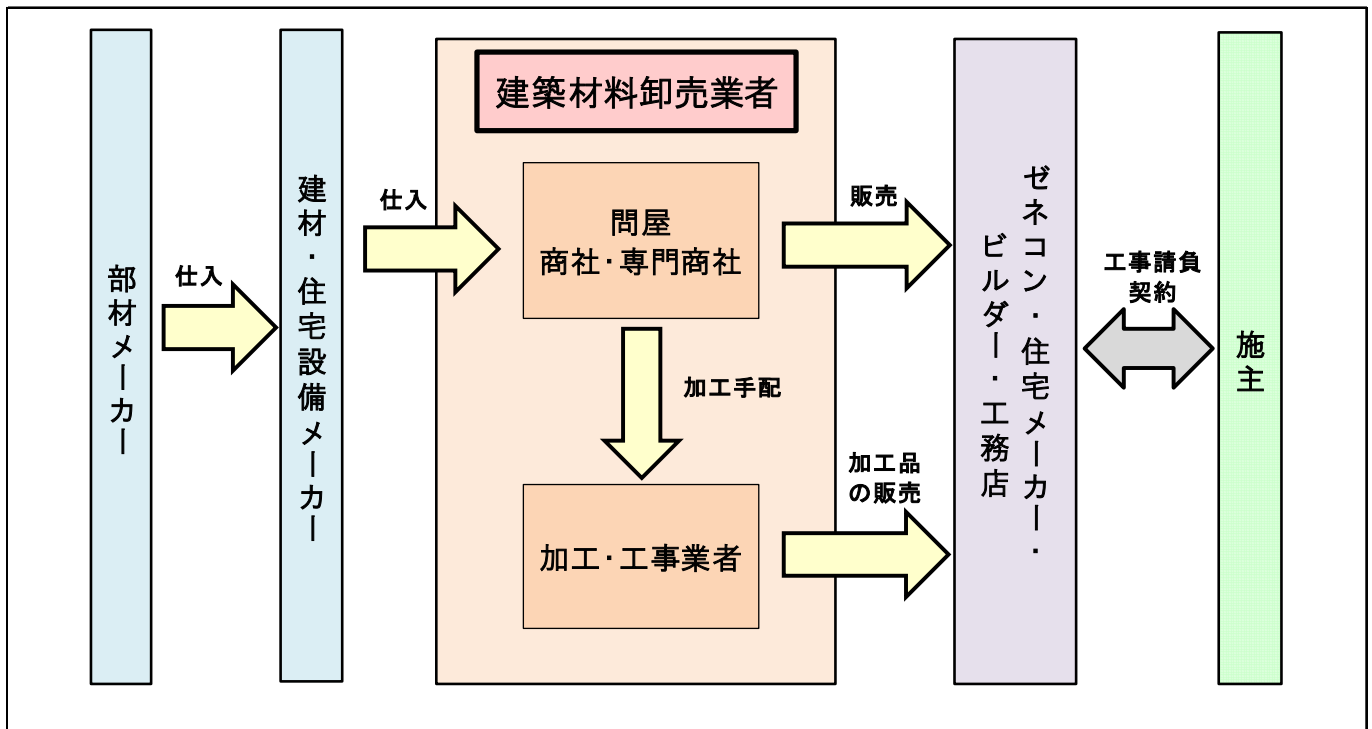 部材メーカー
仕入
建材・住宅設備メーカー
仕入
建築材料卸売業者
問屋
商社・専門商社
加工手配
加工・工事業者
販売
加工品
の販売
ゼネコン・住宅メーカー・
ビルダー・工務店
工事請負
契約
施主